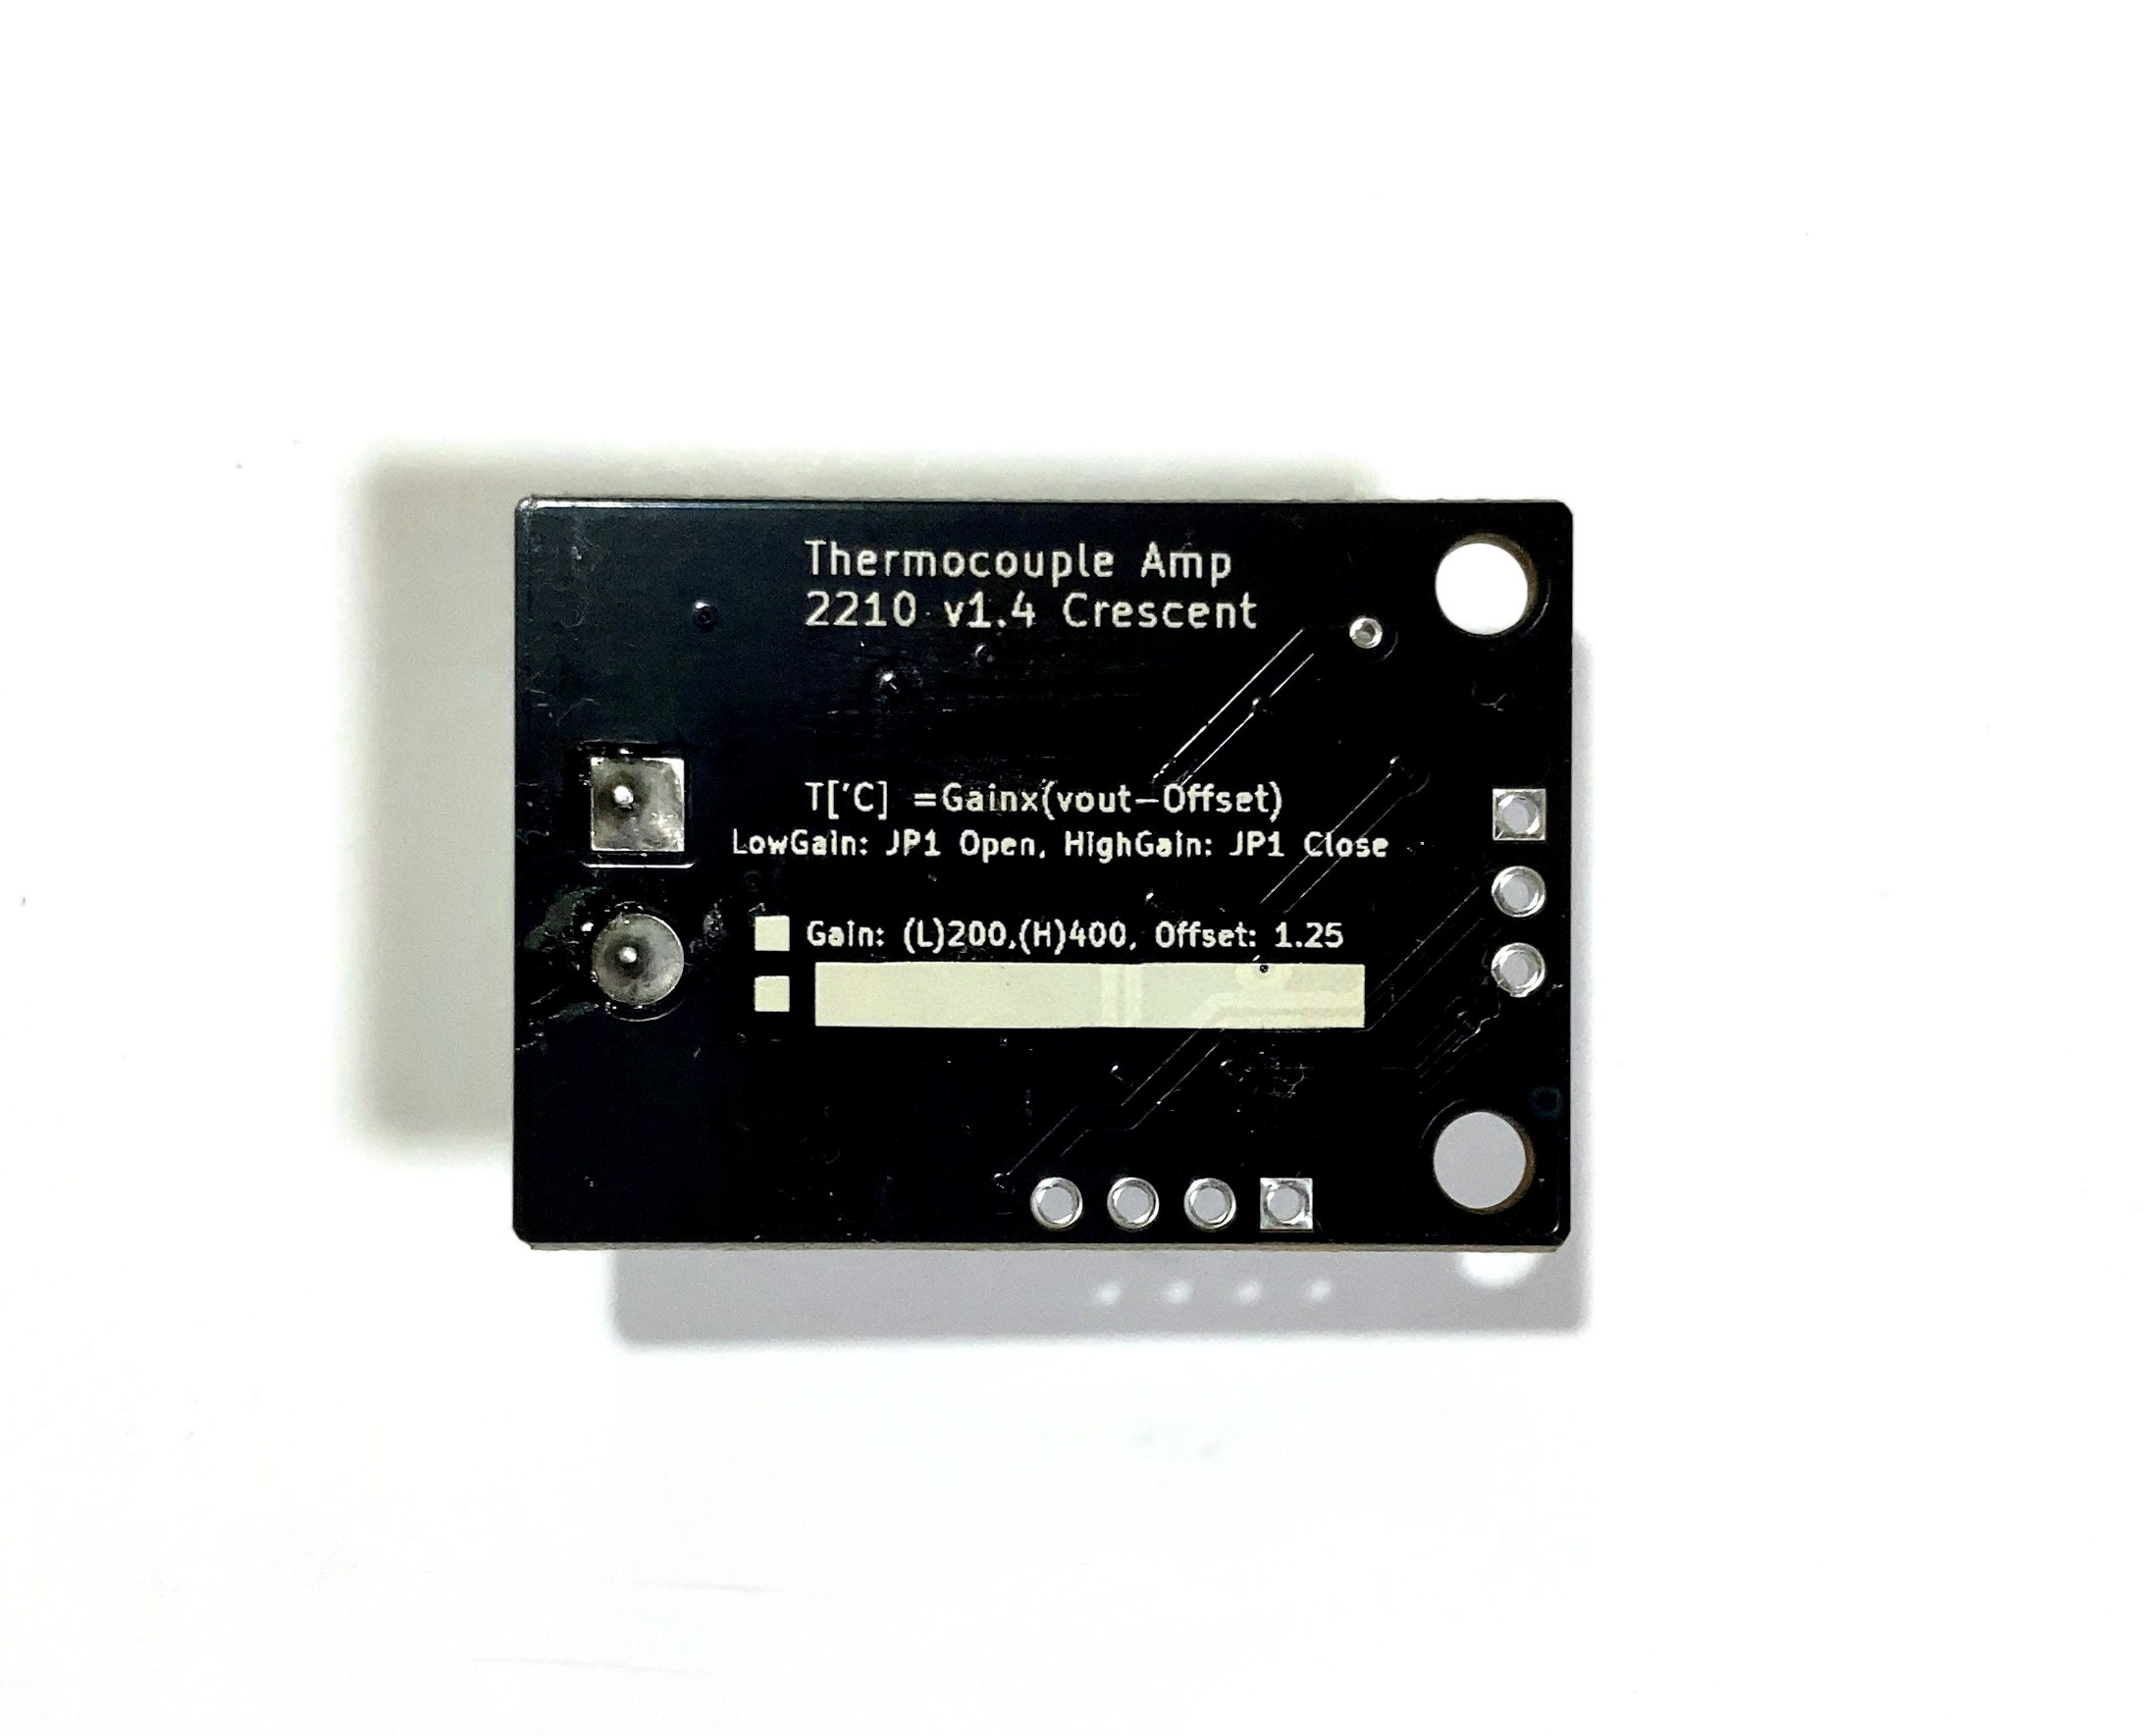 Thermocouple Amp
2210 v1.4 Crescent
T['C] =Gainx(vout-Offset)
LowGain: JP1 Open, HighGain: JP1 Close
Gain: (L)200,(H)400, Offset: 1.25